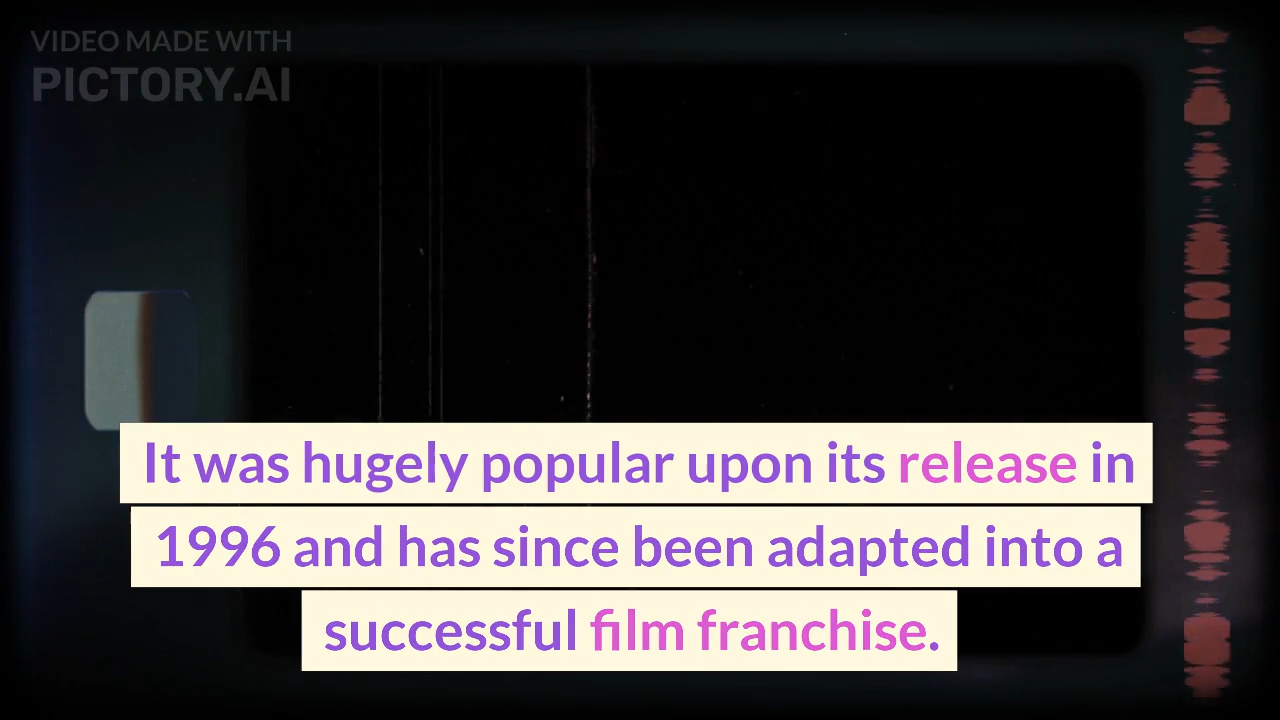 VIDEO MADE WITH
PICTORY.AI
It was hugely popular upon its release in
1996 and has since been adapted into a
successful film franchise.